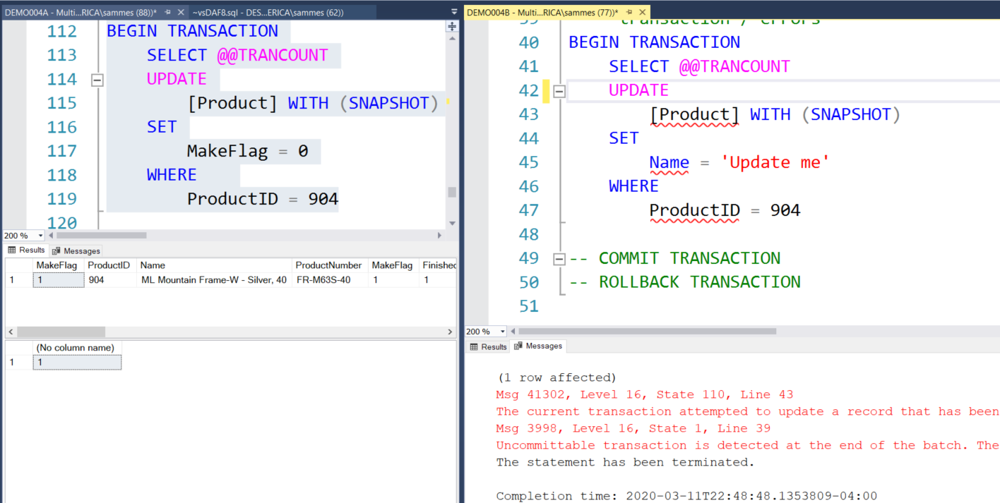 DEMO004A - Multi...RICA\sammes (88))*
~vsDAF8.sql - DES...ERICA\sammes (62))
112 BEGIN TRANSACTION
113 SELECT @@TRANCOUNT
114 UPDATE
115 [Product] WITH (SNAPSHOT)
116 SET
117 MakeFlag = 0
118 WHERE
119 ProductID = 904
120
200 %
Results Messages
MakeFlag ProductID Name ProductNumber MakeFlag Finished
1 1 904 ML Mountain Frame-W - Silver, 40 FR-M63S-40 1 1
(No column name)
1 1
DEMO004B - Multi...RICA\sammes (77))*
39 transaction / errors
40 BEGIN TRANSACTION
41 SELECT @@TRANCOUNT
42 UPDATE
43 [Product] WITH (SNAPSHOT)
44 SET
45 Name = 'Update me'
46 WHERE
47 ProductID = 904
48
49 -- COMMIT TRANSACTION
50 -- ROLLBACK TRANSACTION
51
200 %
Results Messages
(1 row affected)
Msg 41302, Level 16, State 110, Line 43
The current transaction attempted to update a record that has been
Msg 3998, Level 16, State 1, Line 39
Uncommittable transaction is detected at the end of the batch. The
The statement has been terminated.
Completion time: 2020-03-11T22:48:48.1353809-04:00